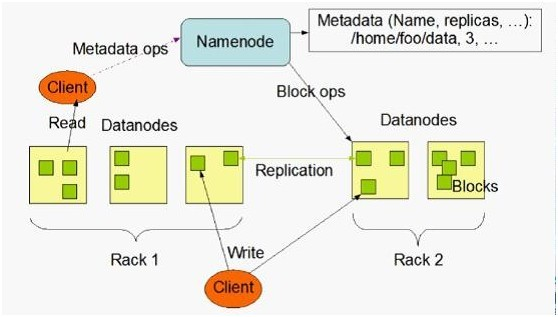 Metadata (Name, replicas, ...):
/home/foo/data, 3, ...
Namenode
Metadata ops
Client
Block ops
Read
Datanodes
Datanodes
Replication
Blocks
Rack 1
Write
Rack 2
Client